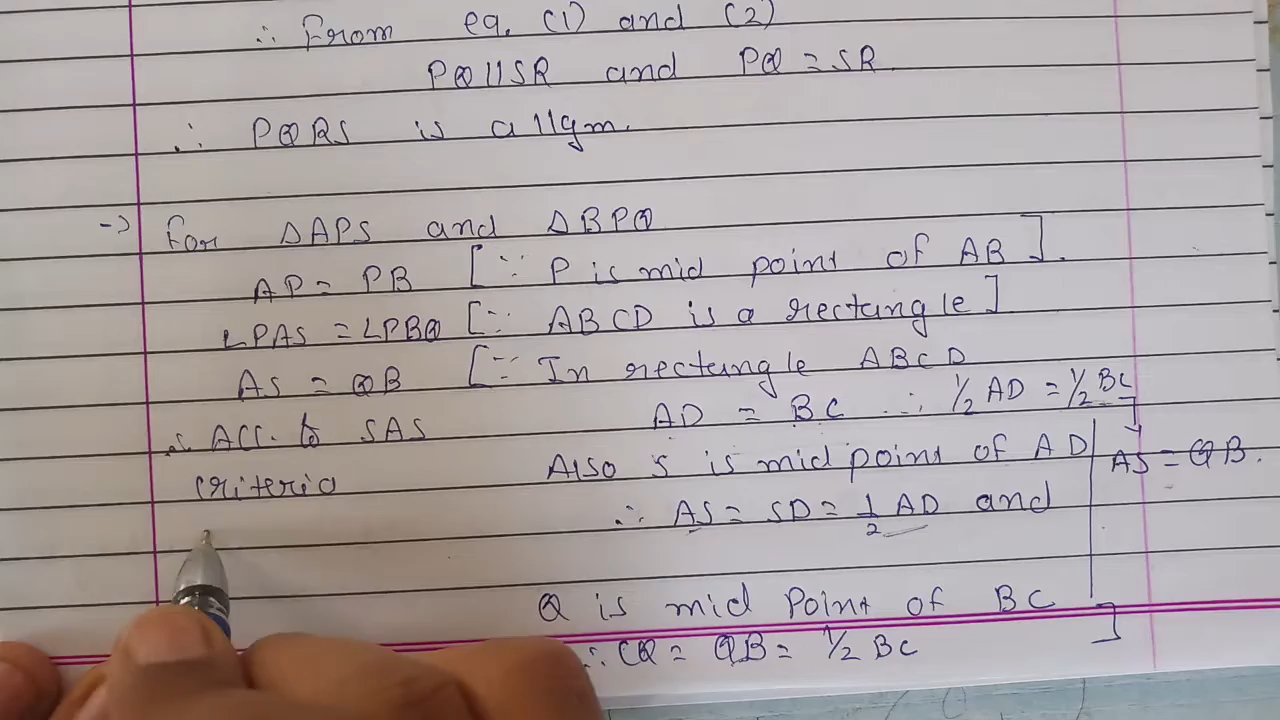 ∴ From eq. (1) and (2)
PQ || SR and PQ = SR
∴ PQRS is a ||gm.
→ For ΔAPS and ΔBPQ
AP = PB [∵ P is mid point of AB].
∠PAS = ∠PBQ [∵ ABCD is a rectangle]
AS = QB [∵ In rectangle ABCD
AD = BC ∴ 1/2 AD = 1/2 BC
∴ Acc. to SAS
criteria
Also S is mid point of AD
∴ AS = SD = 1/2 AD and
AS = QB.
Q is mid Point of BC
∴ CQ = QB = 1/2 BC ]